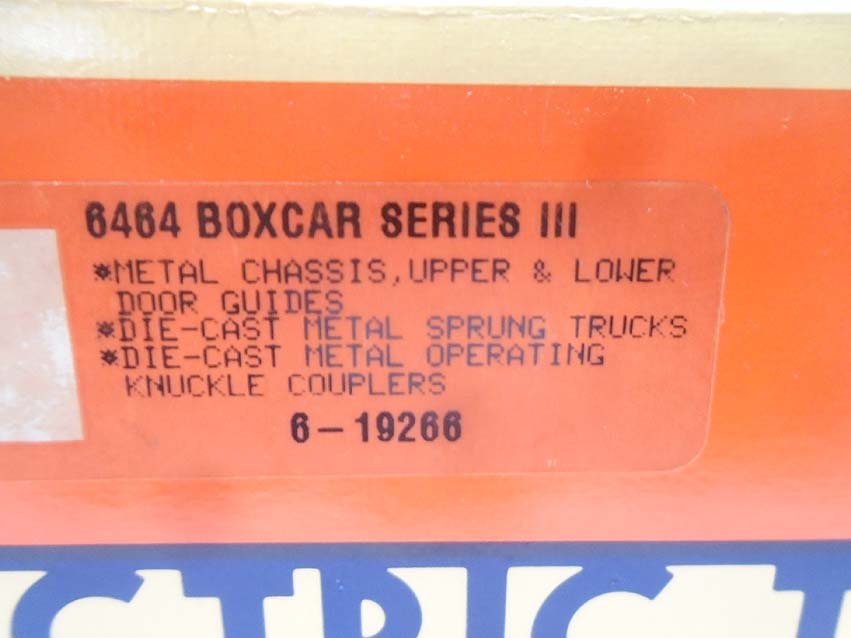 6464 BOXCAR SERIES III
*METAL CHASSIS,UPPER & LOWER
DOOR GUIDES
*DIE-CAST METAL SPRUNG TRUCKS
*DIE-CAST METAL OPERATING
KNUCKLE COUPLERS
6-19266
CTRIC T